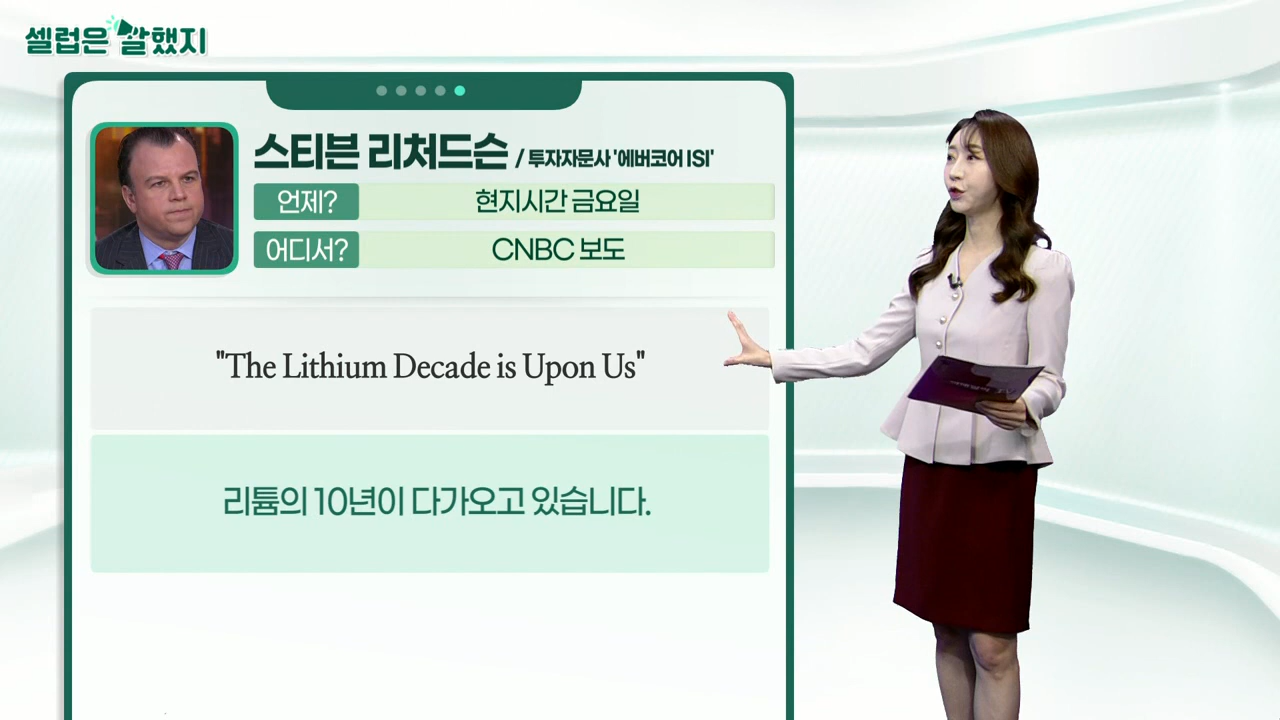 셀럽은 말했지
스티븐 리처드슨 / 투자자문사 '에버코어 ISI'
언제? 현지시간 금요일
어디서? CNBC 보도
"The Lithium Decade is Upon Us"
리튬의 10년이 다가오고 있습니다.